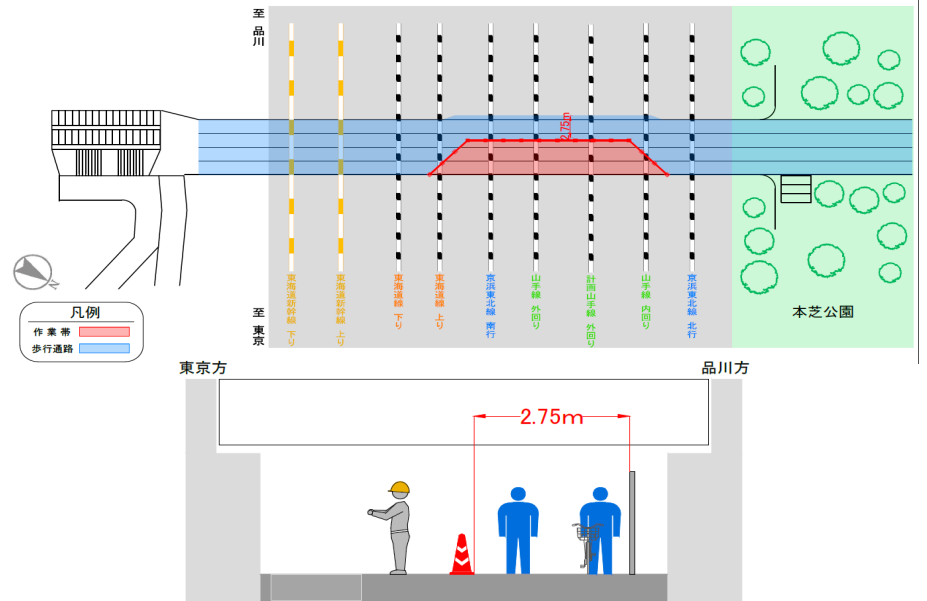 至 品川
2.75m
N
東海道新幹線 下り
東海道新幹線 上り
東海道線 下り
東海道線 上り
京浜東北線 南行
山手線 外回り
計画山手線 外回り
山手線 内回り
京浜東北線 北行
至 東京
本芝公園
凡例
作業帯
歩行通路
東京方
品川方
2.75m